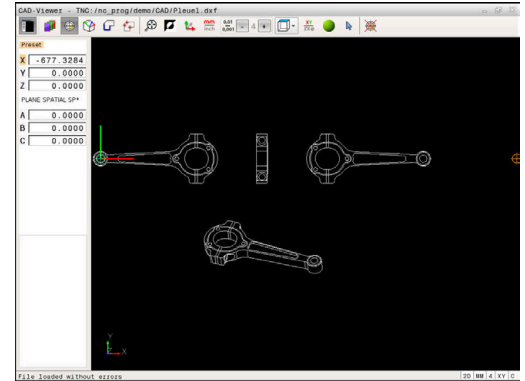 CAD-Viewer - TNC:/nc_prog/demo/CAD/Pleuel.dxf
mm inch 0,01 0,001 4 XY
Preset
X -677.3284
Y 0.0000
Z 0.0000
PLANE SPATIAL SP*
A 0.0000
B 0.0000
C 0.0000
Y
X
File loaded without errors
2D MM 4 XY C